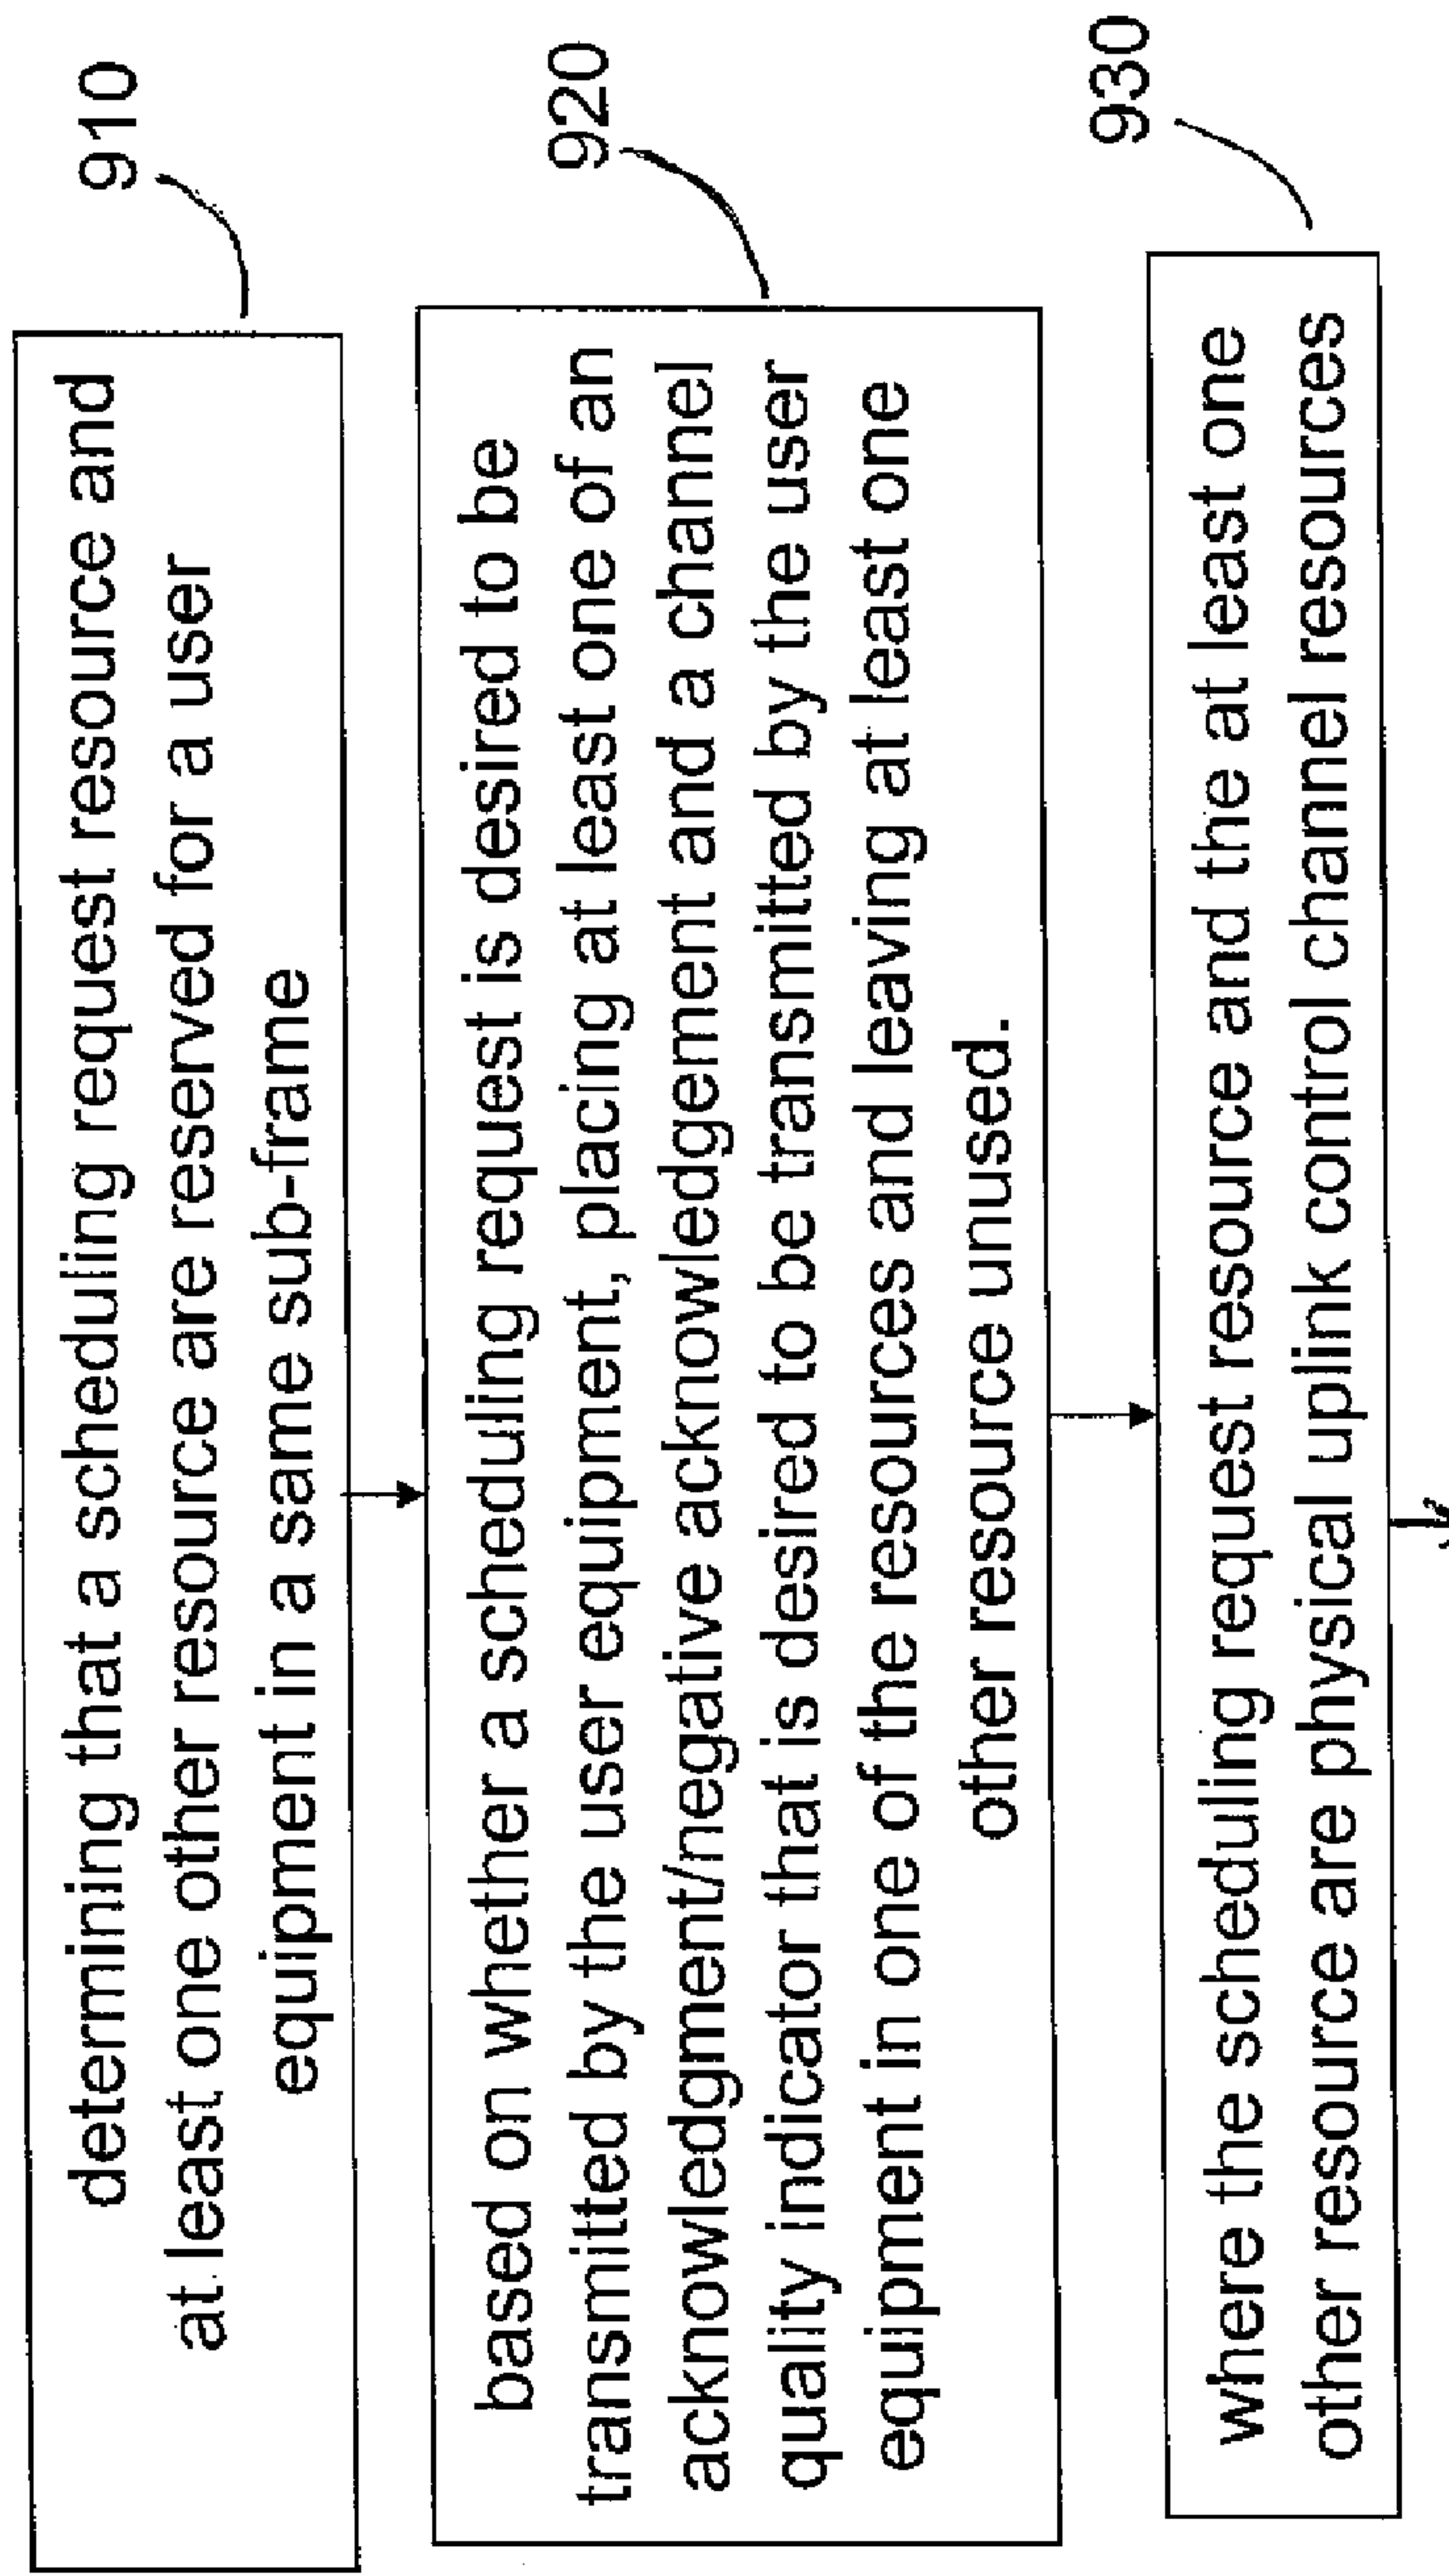 determining that a scheduling request resource and
at least one other resource are reserved for a user
equipment in a same sub-frame
910
based on whether a scheduling request is desired to be
transmitted by the user equipment, placing at least one of an
acknowledgment/negative acknowledgement and a channel
quality indicator that is desired to be transmitted by the user
equipment in one of the resources and leaving at least one
other resource unused.
920
where the scheduling request resource and the at least one
other resource are physical uplink control channel resources
930